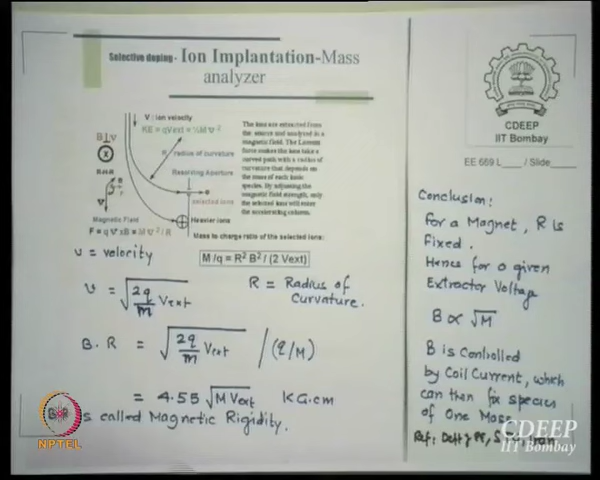 Selective doping - Ion Implantation-Mass
analyzer
V : ion velocity
KE = qVext = ½M v²
B⊥v
x
R : radius of curvature
Resolving Aperture
selected ions
Heavier ions
Magnetic Field
F = q v xB = M v² / R
The ions are extracted from
the source and analyzed in a
magnetic field. The Lorentz
force makes the ions take a
curved path with a radius of
curvature that depends on
the mass of each ionic
species. By adjusting the
magnetic field strength, only
the selected ions will enter
the accelerating column.
Mass to charge ratio of the selected ions:
M /q = R² B² / (2 Vext)
υ = velocity
υ = √(2q/m Vext)
R = Radius of
Curvature.
B. R = √(2q/m Vext) / (q/M)
= 4.55 √(M Vext) KG.cm
B.R is called Magnetic Rigidity.
CDEEP
IIT Bombay
EE 669 L____ / Slide____
Conclusion:
For a Magnet, R is
Fixed.
Hence for a given
Extractor Voltage
B ∝ √M
B is Controlled
by Coil Current, which
can then fix species
of One Mass
Ref:
NPTEL
CDEEP
IIT Bombay